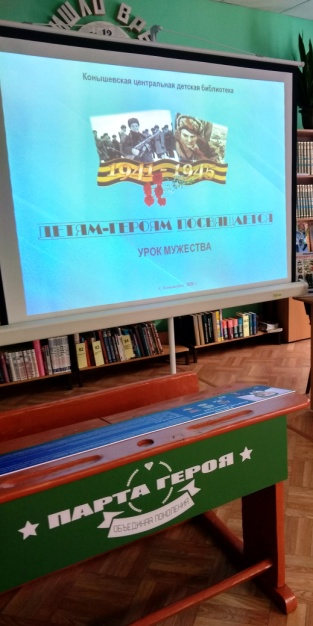 Конышевская центральная детская библиотека
1941 - 1945
ДЕТЯМ-ГЕРОЯМ ПОСВЯЩАЕТСЯ
УРОК МУЖЕСТВА
ПАРТА ГЕРОЯ
ОБЪЕДИНЯЯ ПОКОЛЕНИЯ